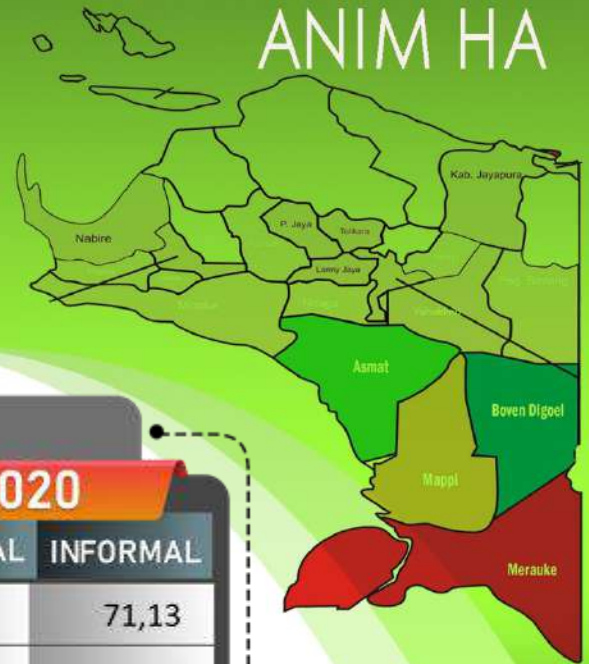 ANIM HA
Kab. Jayapura
Nabire
P. Jaya
Tolikara
Lanny Jaya
Asmat
Boven Digoel
Mappi
Merauke
020
AL INFORMAL
71,13